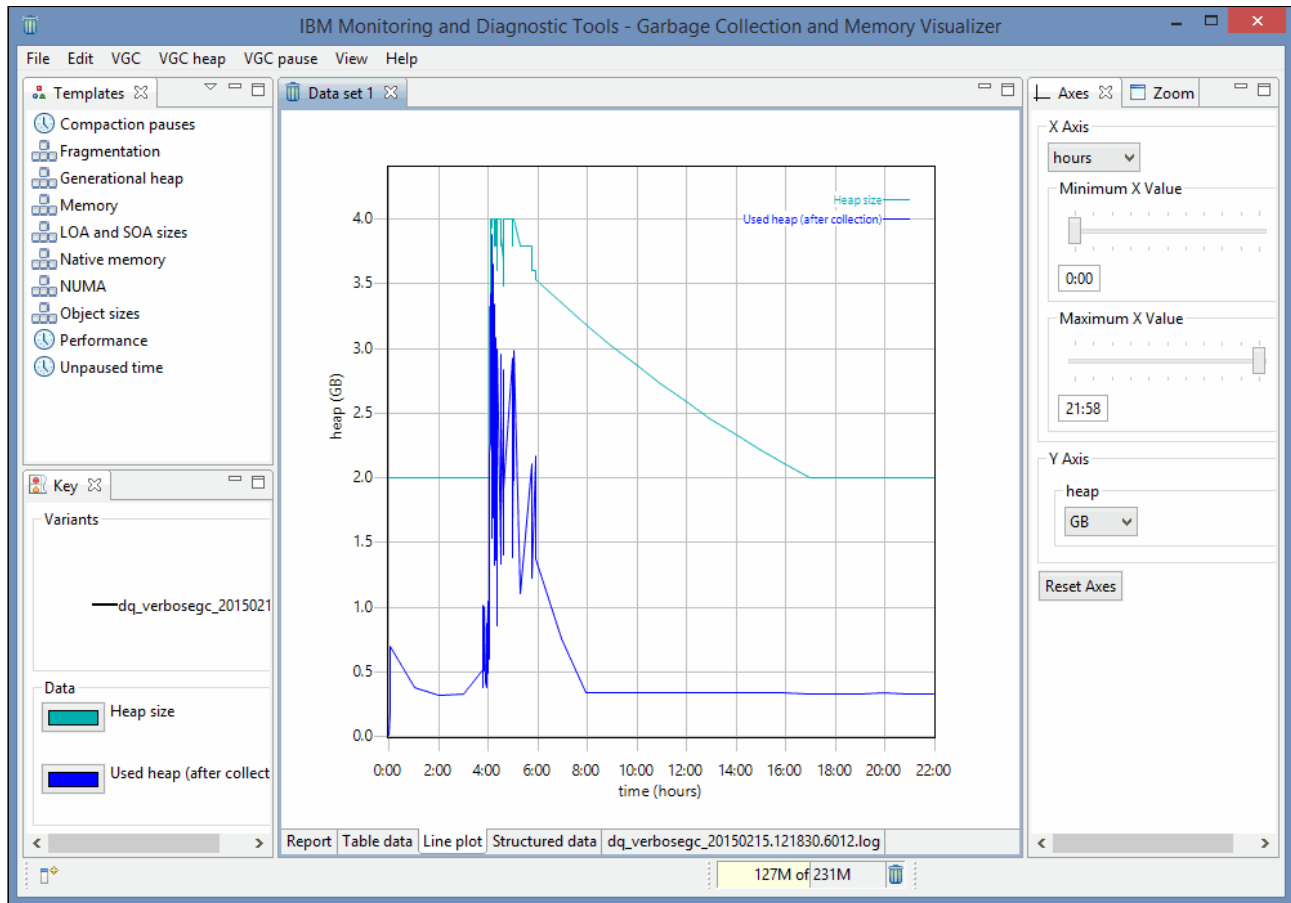 IBM Monitoring and Diagnostic Tools - Garbage Collection and Memory Visualizer
File Edit VGC VGC heap VGC pause View Help
Templates
Compaction pauses
Fragmentation
Generational heap
Memory
LOA and SOA sizes
Native memory
NUMA
Object sizes
Performance
Unpaused time
Key
Variants
dq_verbosegc_2015021
Data
Heap size
Used heap (after collect
Data set 1
Heap size
Used heap (after collection)
heap (GB)
4.0
3.5
3.0
2.5
2.0
1.5
1.0
0.5
0.0
0:00 2:00 4:00 6:00 8:00 10:00 12:00 14:00 16:00 18:00 20:00 22:00
time (hours)
Report Table data Line plot Structured data dq_verbosegc_20150215.121830.6012.log
Axes Zoom
X Axis
hours
Minimum X Value
0:00
Maximum X Value
21:58
Y Axis
heap
GB
Reset Axes
127M of 231M